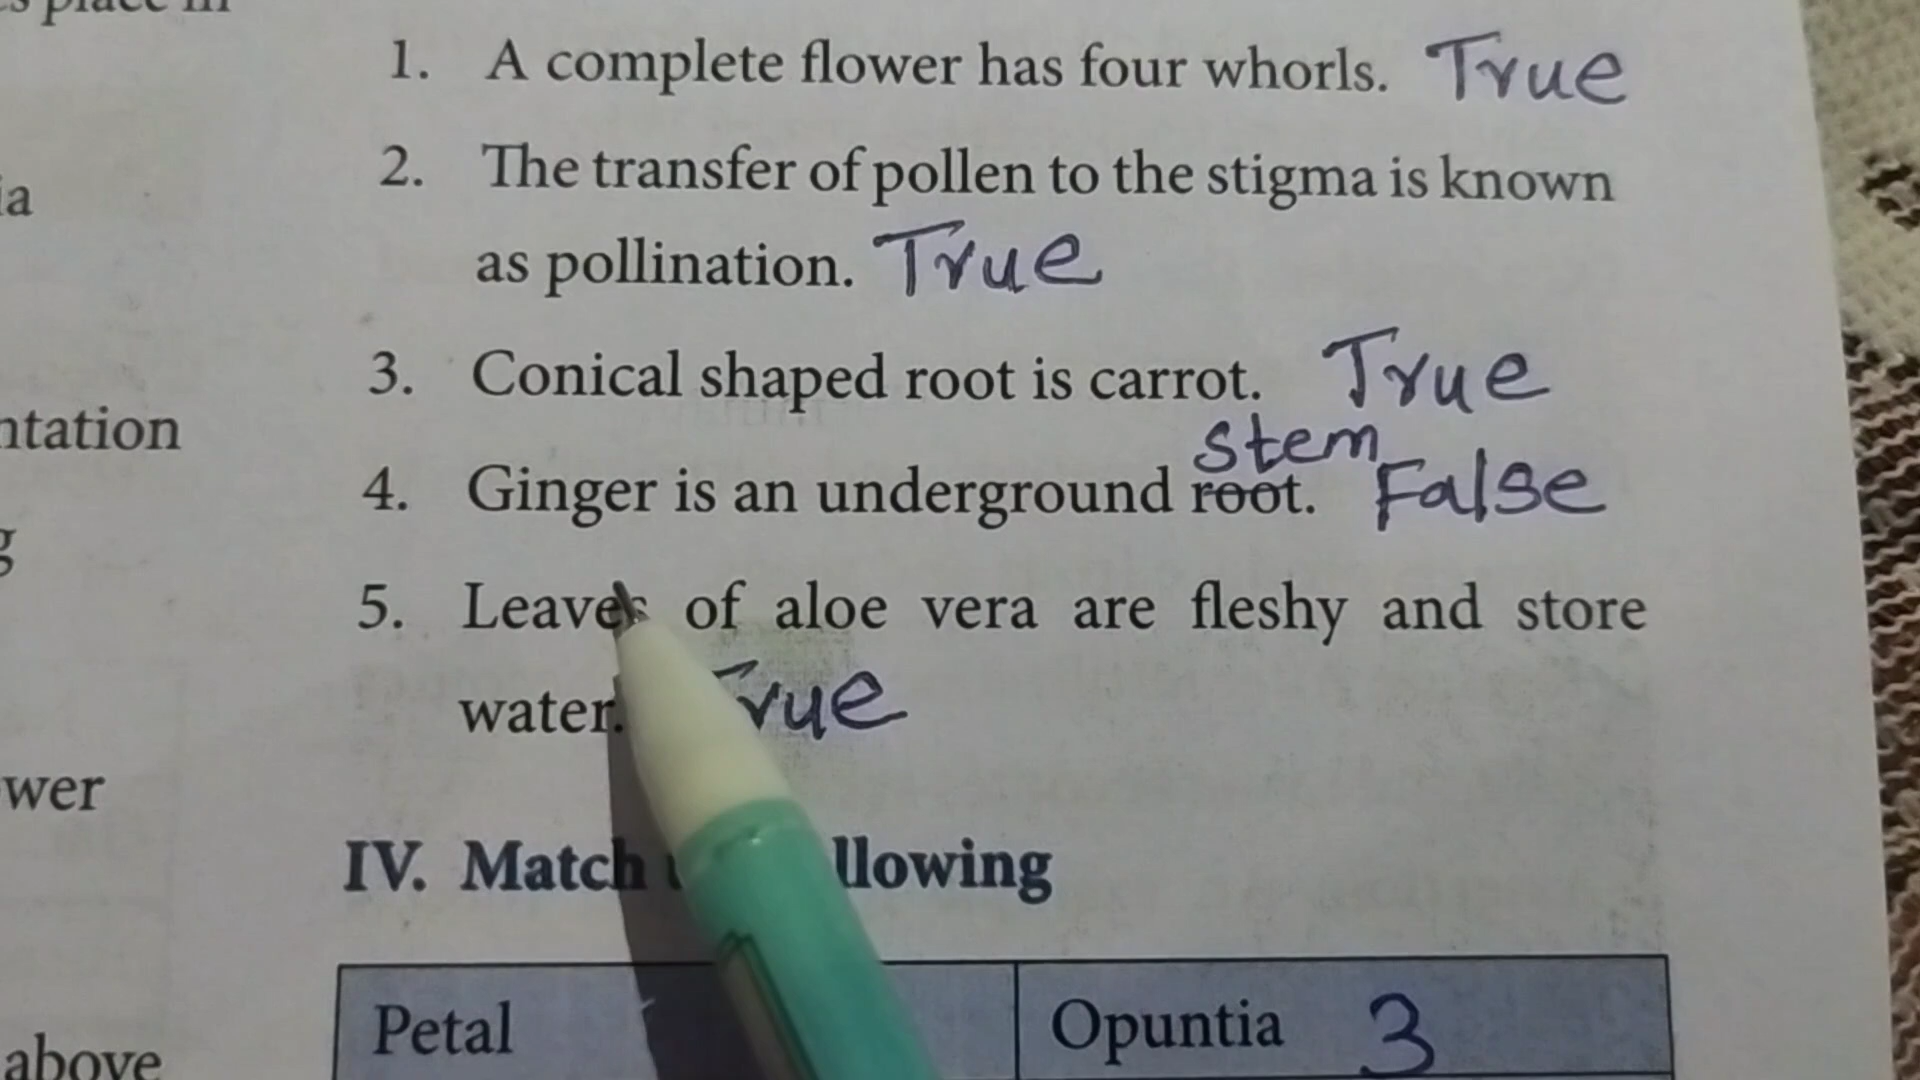 1. A complete flower has four whorls. True
2. The transfer of pollen to the stigma is known
ia
as pollination. True
3. Conical shaped root is carrot. True
ntation
stem
4. Ginger is an underground root. False
g
5. Leaves of aloe vera are fleshy and store
water. True
wer
IV. Match llowing
Petal Opuntia 3
above